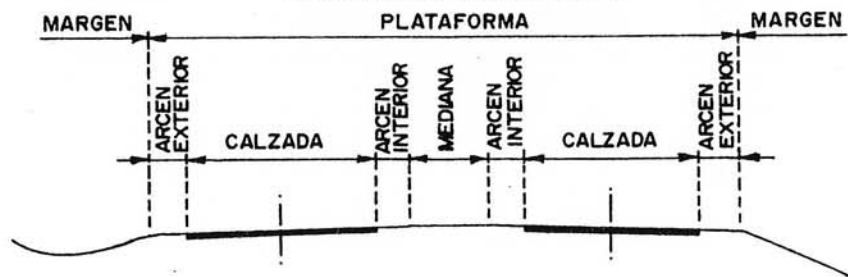 MARGEN PLATAFORMA MARGEN
ARCEN EXTERIOR
CALZADA
ARCEN INTERIOR
MEDIANA
ARCEN INTERIOR
CALZADA
ARCEN EXTERIOR